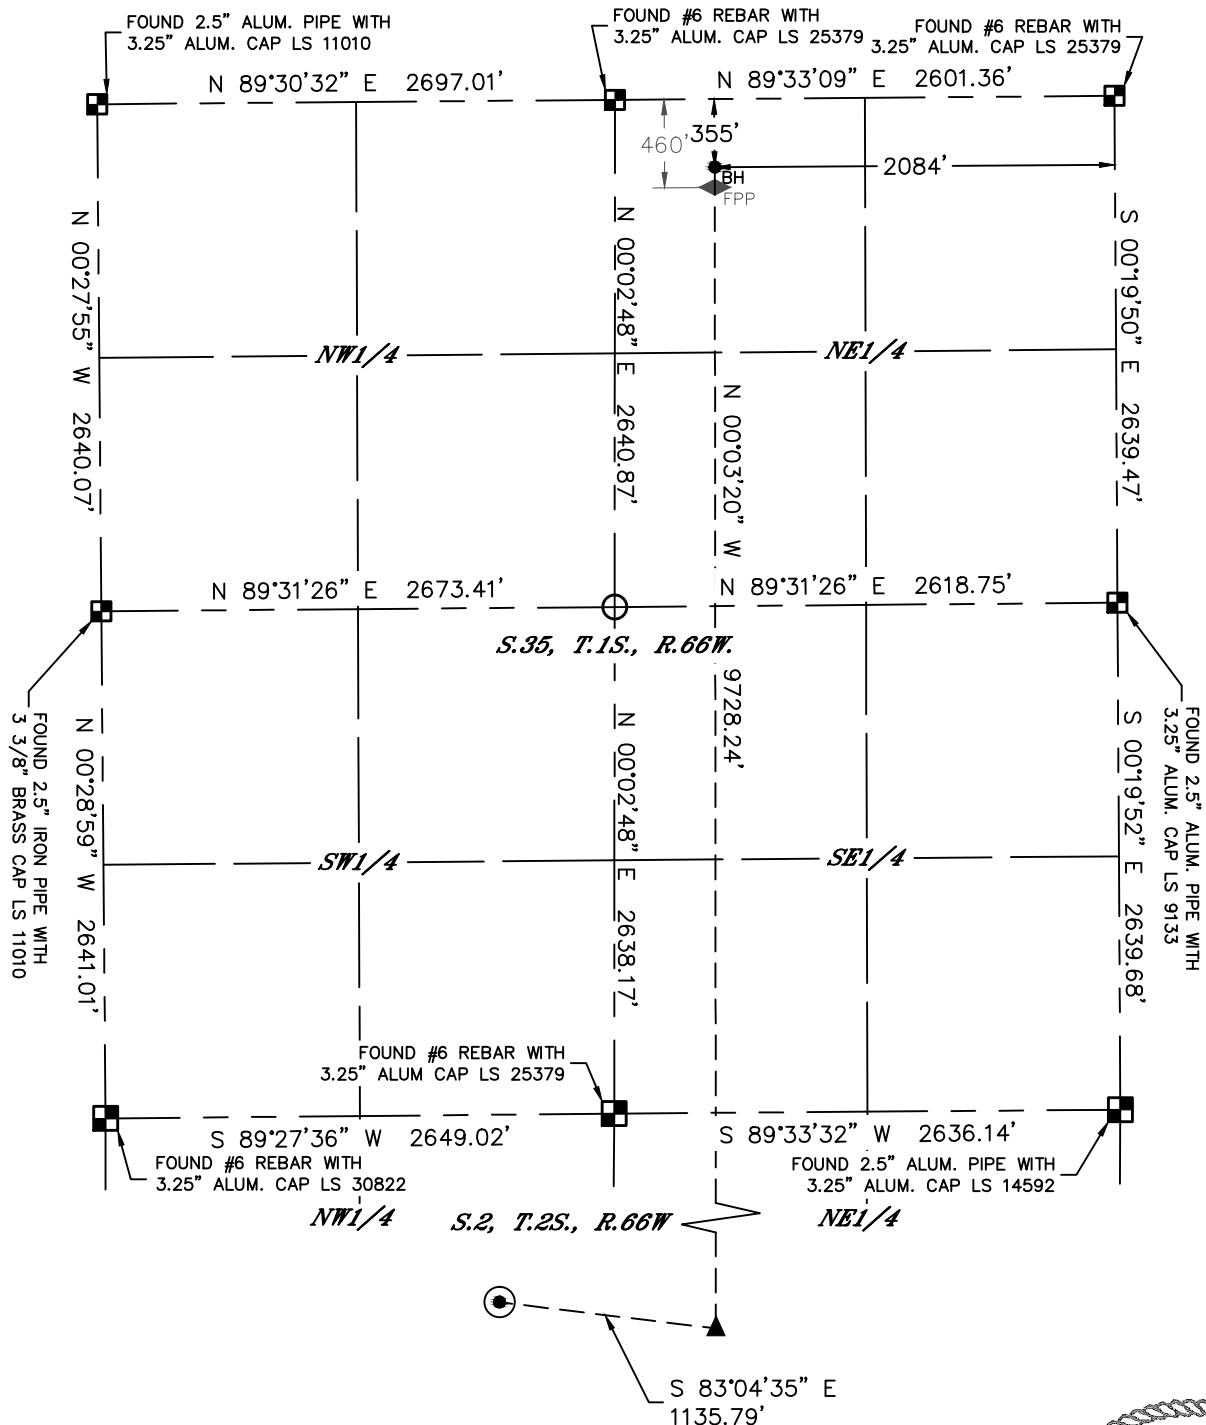 FOUND 2.5" ALUM. PIPE WITH
3.25" ALUM. CAP LS 11010
FOUND #6 REBAR WITH
3.25" ALUM. CAP LS 25379
FOUND #6 REBAR WITH
3.25" ALUM. CAP LS 25379
N 89°30'32" E 2697.01'
N 89°33'09" E 2601.36'
460'
355'
2084'
BH
FPP
N 00°27'55" W 2640.07'
N 00°02'48" E 2640.87'
S 00°19'50" E 2639.47'
NW1/4
NE1/4
N 00°03'20" W 9728.24'
N 89°31'26" E 2673.41'
N 89°31'26" E 2618.75'
S.35, T.1S., R.66W.
FOUND 2.5" IRON PIPE WITH
3 3/8" BRASS CAP LS 11010
N 00°28'59" W 2641.01'
N 00°02'48" E 2638.17'
S 00°19'52" E 2639.68'
FOUND 2.5" ALUM. PIPE WITH
3.25" ALUM. CAP LS 9133
SW1/4
SE1/4
FOUND #6 REBAR WITH
3.25" ALUM CAP LS 25379
S 89°27'36" W 2649.02'
S 89°33'32" W 2636.14'
FOUND #6 REBAR WITH
3.25" ALUM. CAP LS 30822
FOUND 2.5" ALUM. PIPE WITH
3.25" ALUM. CAP LS 14592
NW1/4
S.2, T.2S., R.66W
NE1/4
S 83°04'35" E
1135.79'